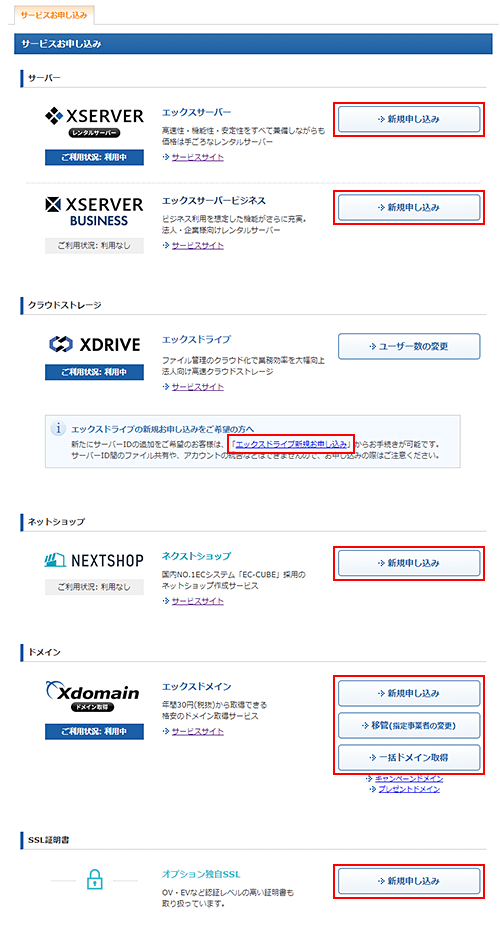 サービスお申し込み
サービスお申し込み
サーバー
XSERVER
レンタルサーバー
ご利用状況: 利用中
エックスサーバー
高速性・機能性・安定性をすべて兼備しながらも
価格は手ごろなレンタルサーバー
サービスサイト
新規申し込み
XSERVER
BUSINESS
ご利用状況: 利用なし
エックスサーバービジネス
ビジネス利用を想定した機能がさらに充実。
法人・企業様向けレンタルサーバー
サービスサイト
新規申し込み
クラウドストレージ
XDRIVE
ご利用状況: 利用中
エックスドライブ
ファイル管理のクラウド化で業務効率を大幅向上
法人向け高速クラウドストレージ
サービスサイト
ユーザー数の変更
エックスドライブの新規お申し込みをご希望の方へ
新たにサーバーIDの追加をご希望のお客様は、「エックスドライブ新規お申し込み」からお手続きが可能です。
サーバーID間のファイル共有や、アカウントの統合などはできませんので、お申し込みの際はご注意ください。
ネットショップ
NEXTSHOP
ご利用状況: 利用なし
ネクストショップ
国内NO.1ECシステム「EC-CUBE」採用の
ネットショップ作成サービス
サービスサイト
新規申し込み
ドメイン
Xdomain
ドメイン取得
ご利用状況: 利用中
エックスドメイン
年間30円(税抜)から取得できる
格安のドメイン取得サービス
サービスサイト
新規申し込み
移管(指定事業者の変更)
一括ドメイン取得
キャンペーンドメイン
プレゼントドメイン
SSL証明書
オプション独自SSL
OV・EVなど認証レベルの高い証明書も
取り扱っています。
新規申し込み